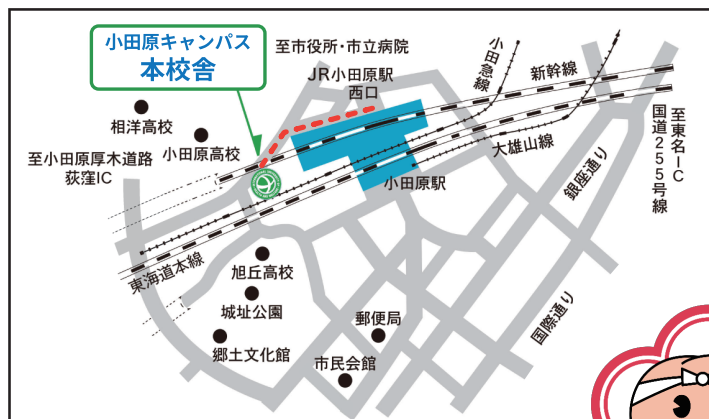 小田原キャンパス
本校舎
至市役所・市立病院
JR小田原駅
西口
小田急線
新幹線
相洋高校
小田原高校
至小田原厚木道路
荻窪IC
大雄山線
小田原駅
銀座通り
至東名IC
国道255号線
東海道本線
旭丘高校
城址公園
郷土文化館
郵便局
市民会館
国際通り